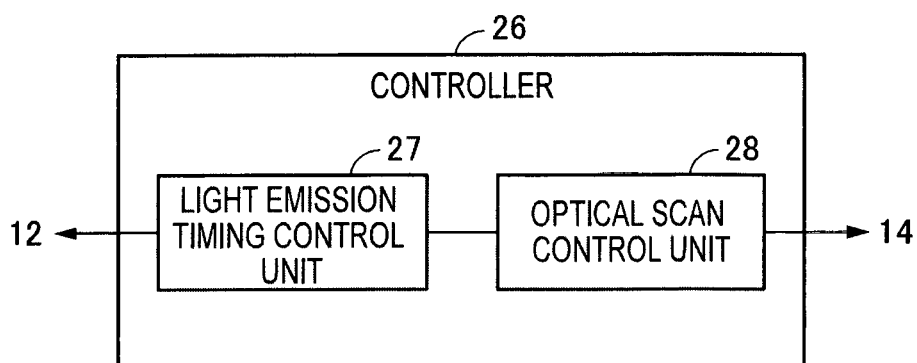 26
CONTROLLER
27
28
LIGHT EMISSION
TIMING CONTROL
UNIT
OPTICAL SCAN
CONTROL UNIT
12
14